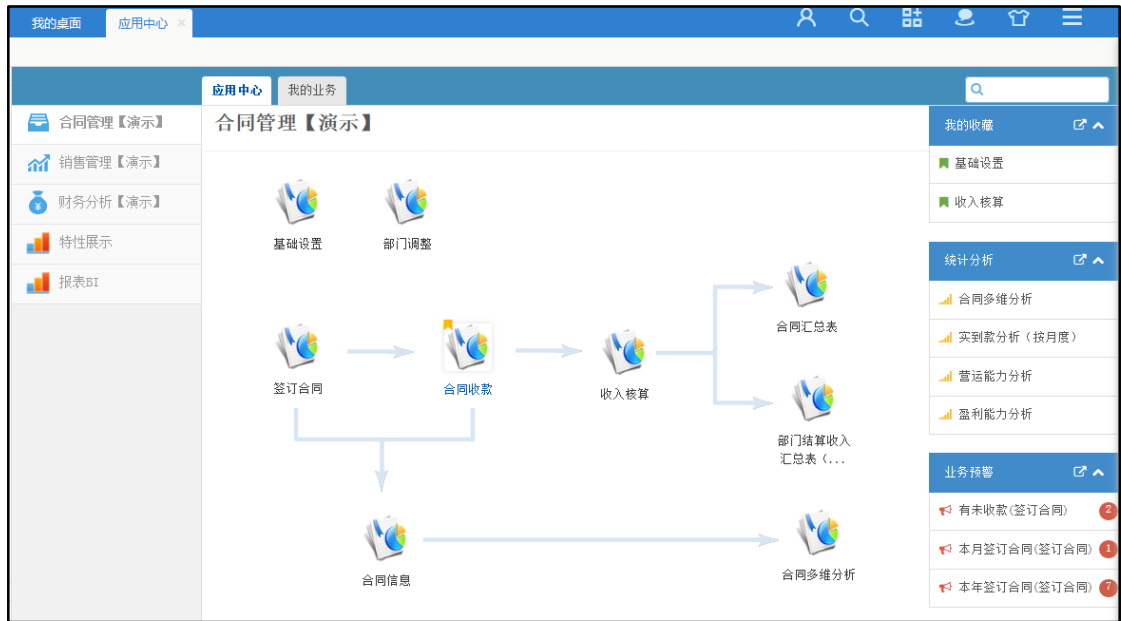 我的桌面
应用中心 ×
应用中心
我的业务
合同管理【演示】
销售管理【演示】
财务分析【演示】
特性展示
报表BI
合同管理【演示】
基础设置
部门调整
签订合同
合同收款
收入核算
合同汇总表
部门结算收入
汇总表（...
合同信息
合同多维分析
我的收藏
基础设置
收入核算
统计分析
合同多维分析
实到款分析（按月度）
营运能力分析
盈利能力分析
业务预警
有未收款(签订合同) 2
本月签订合同(签订合同) 1
本年签订合同(签订合同) 7